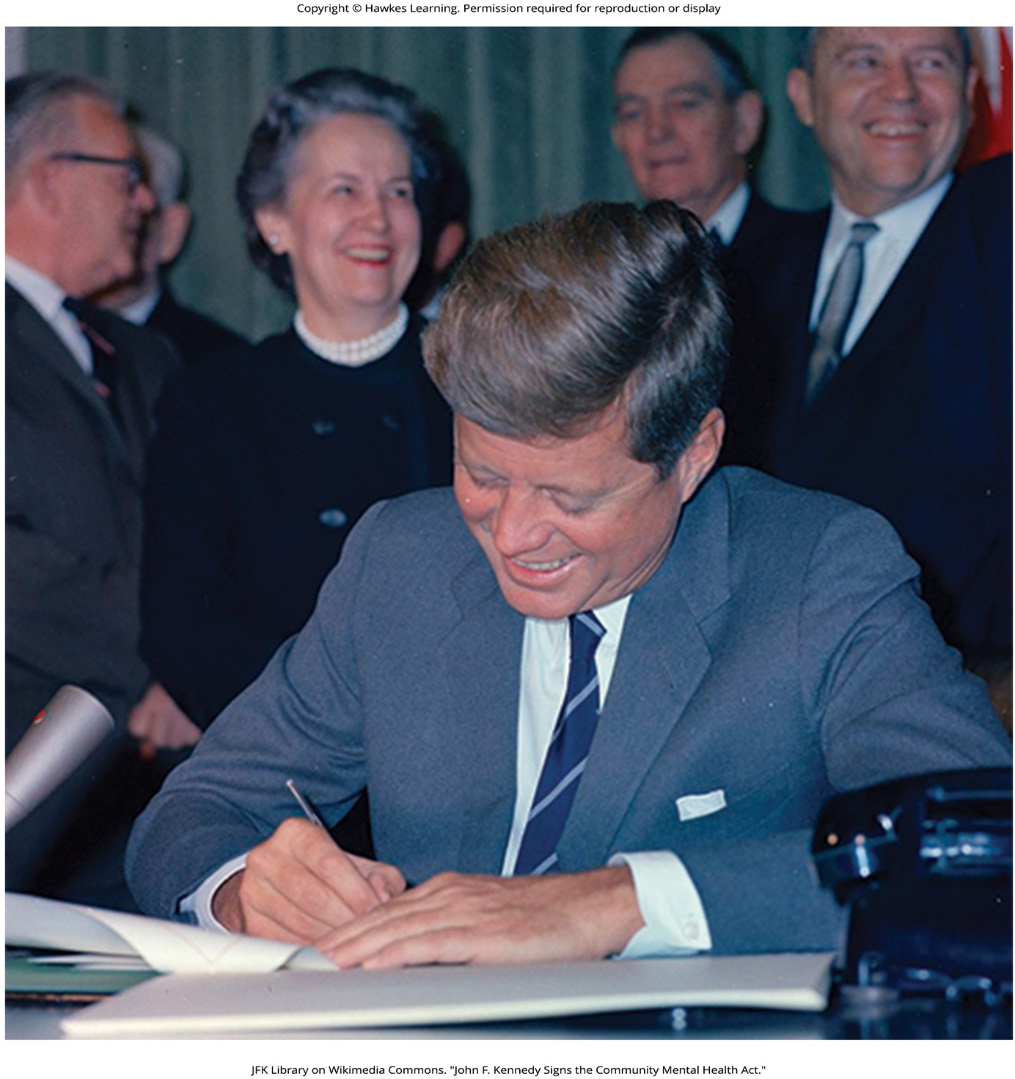 Copyright © Hawkes Learning. Permission required for reproduction or display
JFK Library on Wikimedia Commons. "John F. Kennedy Signs the Community Mental Health Act."